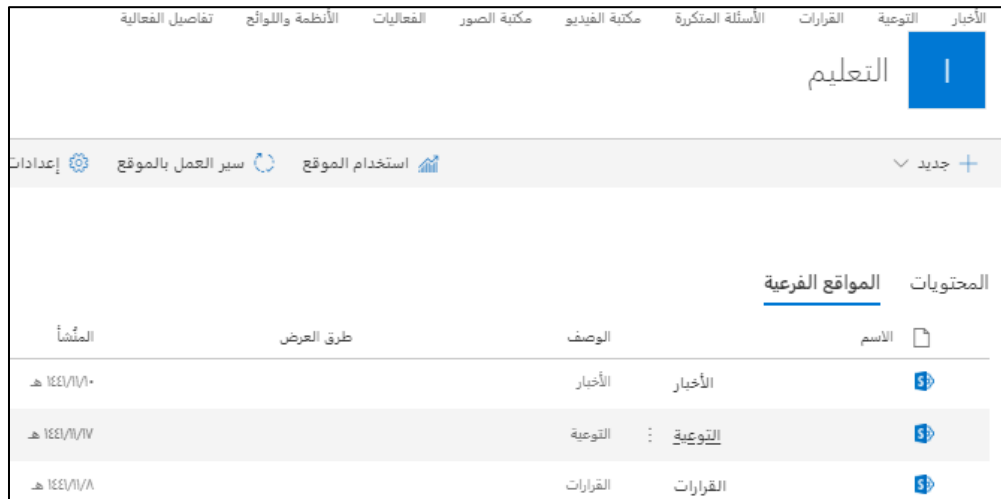 الأخبار التوعية القرارات الأسئلة المتكررة مكتبة الفيديو مكتبة الصور الفعاليات الأنظمة واللوائح تفاصيل الفعالية
ا التعليم
جديد استخدام الموقع سير العمل بالموقع إعدادات
المحتويات المواقع الفرعية
الاسم الوصف طرق العرض المنُشأ
الأخبار الأخبار ١٤٤١/١١/١٠ هـ
التوعية التوعية ١٤٤١/١١/١٧ هـ
القرارات القرارات ١٤٤١/١١/٨ هـ